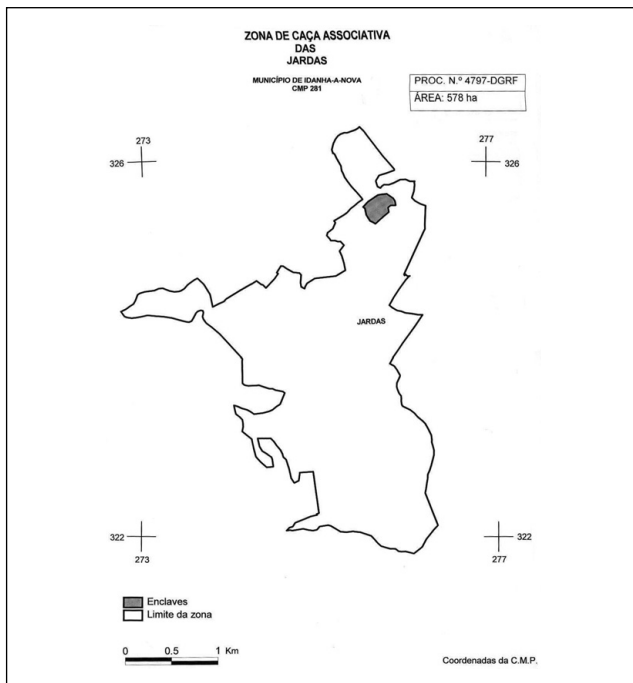 ZONA DE CAÇA ASSOCIATIVA
DAS
JARDAS
MUNICÍPIO DE IDANHA-A-NOVA
CMP 281
PROC. N.º 4797-DGRF
ÁREA: 578 ha
273
326
277
326
JARDAS
322
273
322
277
Enclaves
Limite da zona
0 0.5 1 Km
Coordenadas da C.M.P.